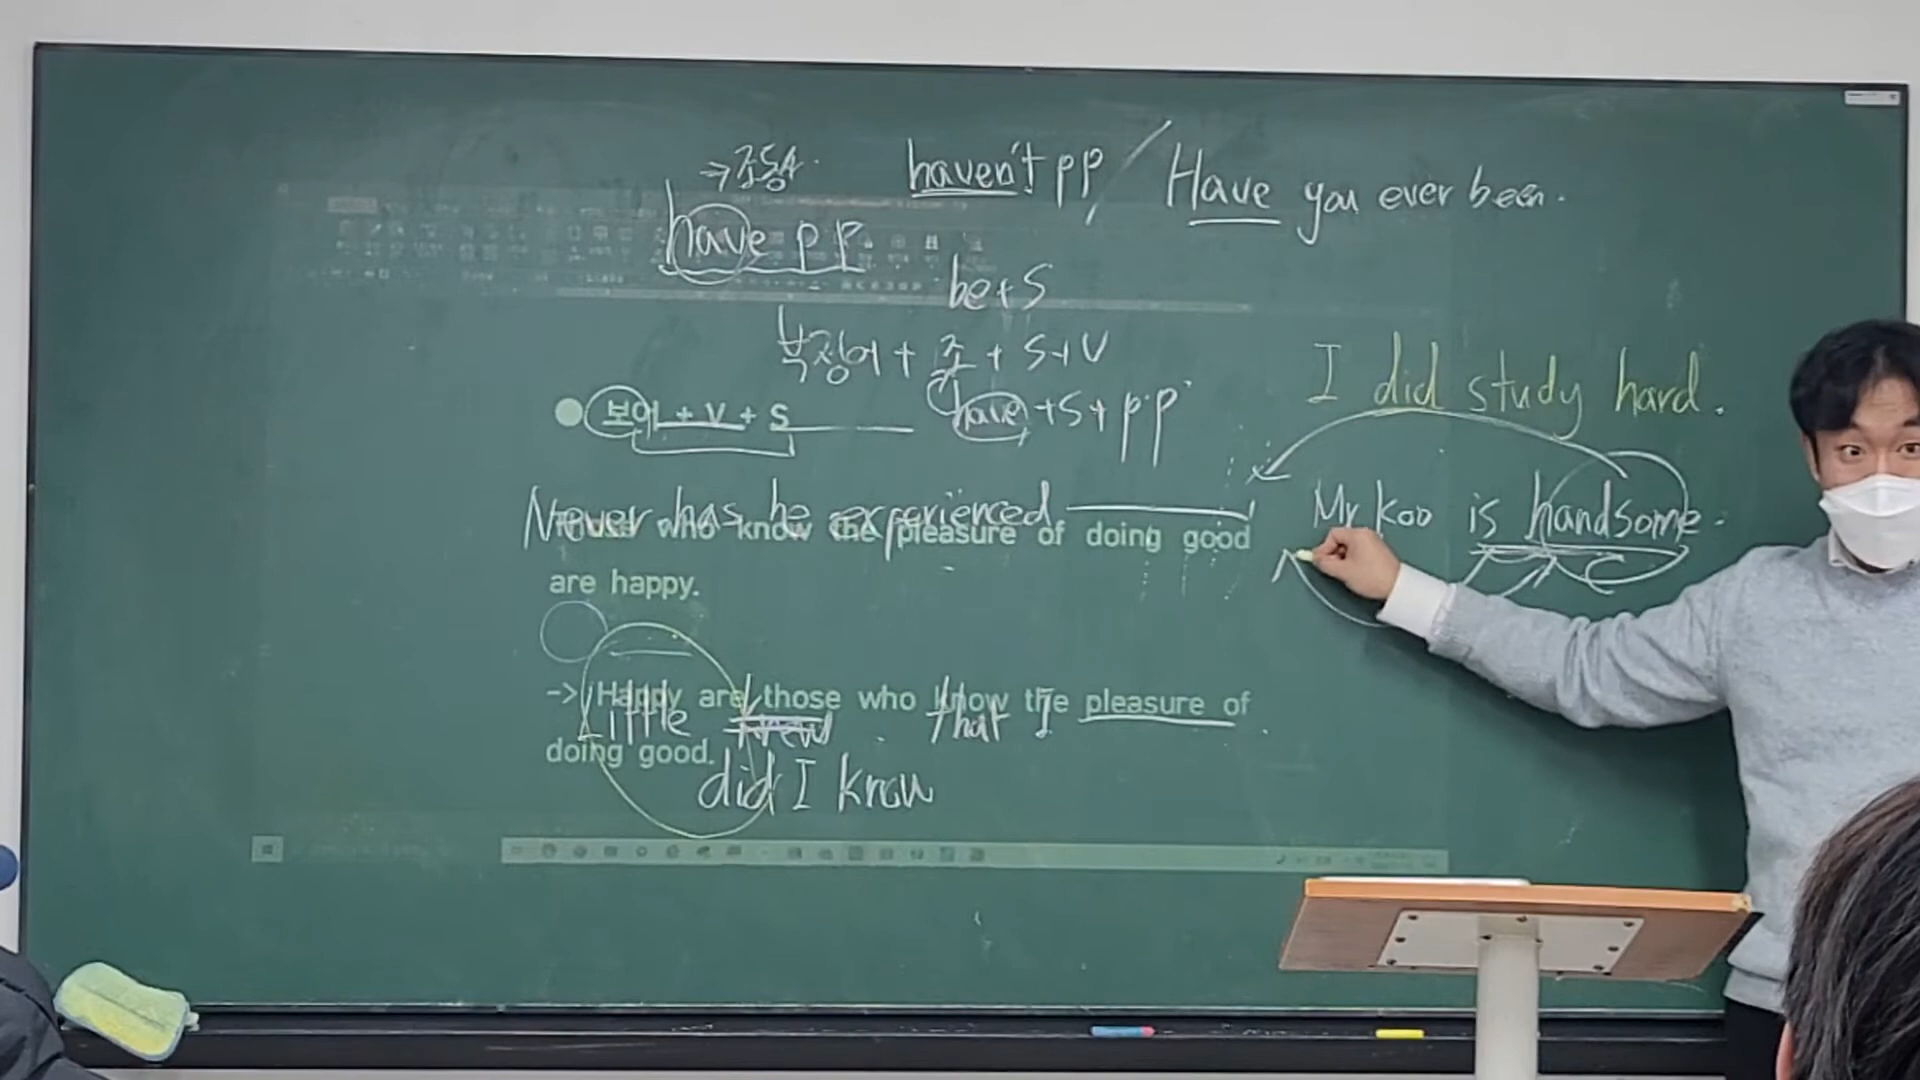 →조동사.
haven't pp / Have you ever been.
have pp
be+S
부정어 + 조 + S+V
I did study hard.
● 보어 + V + S
have +S+ p.p
Never has he experienced
Mr Koo is handsome.
Those who know the pleasure of doing good
are happy.
-> Happy are those who know the pleasure of
Little knew that I
doing good.
did I know